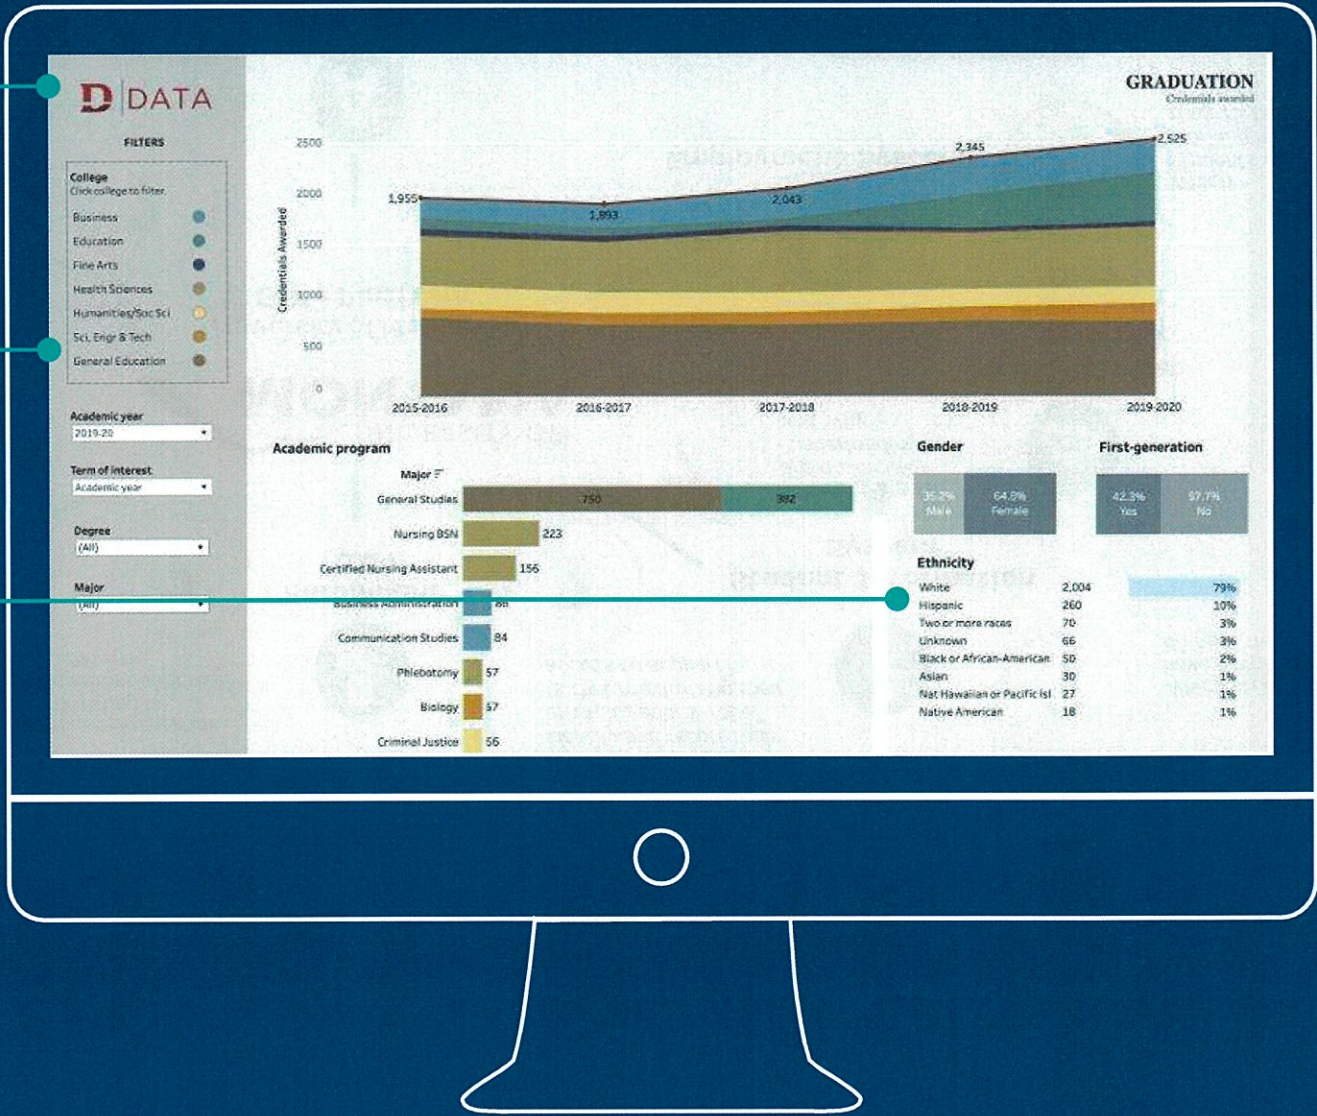 D DATA
FILTERS
College
Click college to filter.
Business
Education
Fine Arts
Health Sciences
Humanities/Soc Sci
Sci, Engr & Tech
General Education
Academic year
2019-20
Term of interest
Academic year
Degree
(All)
Major
(All)
GRADUATION
Credentials awarded
Credentials Awarded
2500
2000
1500
1000
500
0
1,955
1,893
2,043
2,345
2,525
2015-2016
2016-2017
2017-2018
2018-2019
2019-2020
Academic program
Major
General Studies 750 382
Nursing BSN 223
Certified Nursing Assistant 156
Business Administration 86
Communication Studies 84
Phlebotomy 57
Biology 57
Criminal Justice 56
Gender
35.2% Male
64.8% Female
First-generation
42.3% Yes
57.7% No
Ethnicity
White 2,004 79%
Hispanic 260 10%
Two or more races 70 3%
Unknown 66 3%
Black or African-American 50 2%
Asian 30 1%
Nat Hawaiian or Pacific Isl 27 1%
Native American 18 1%